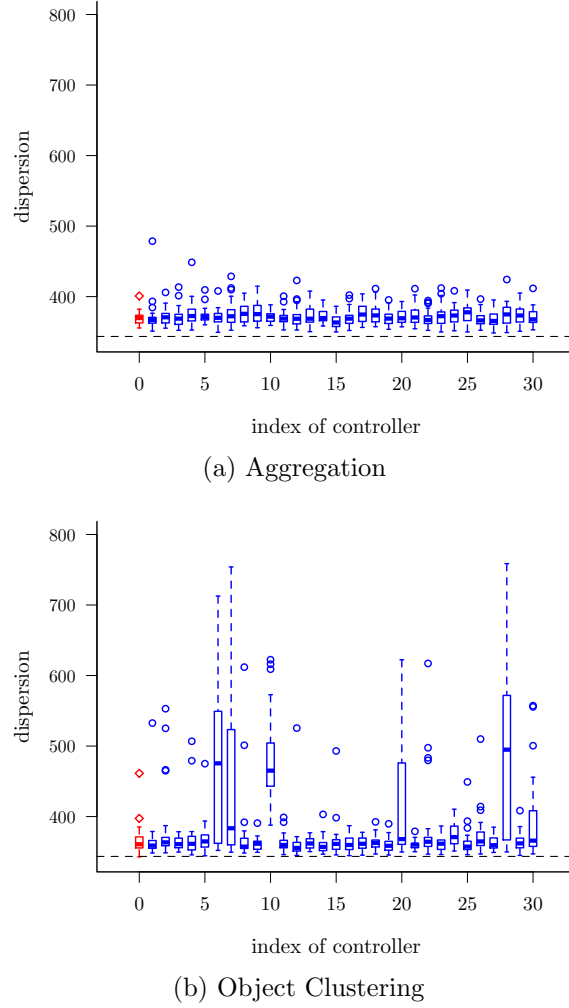 800
700
600
500
400
dispersion
0 5 10 15 20 25 30
index of controller
(a) Aggregation
800
700
600
500
400
dispersion
0 5 10 15 20 25 30
index of controller
(b) Object Clustering